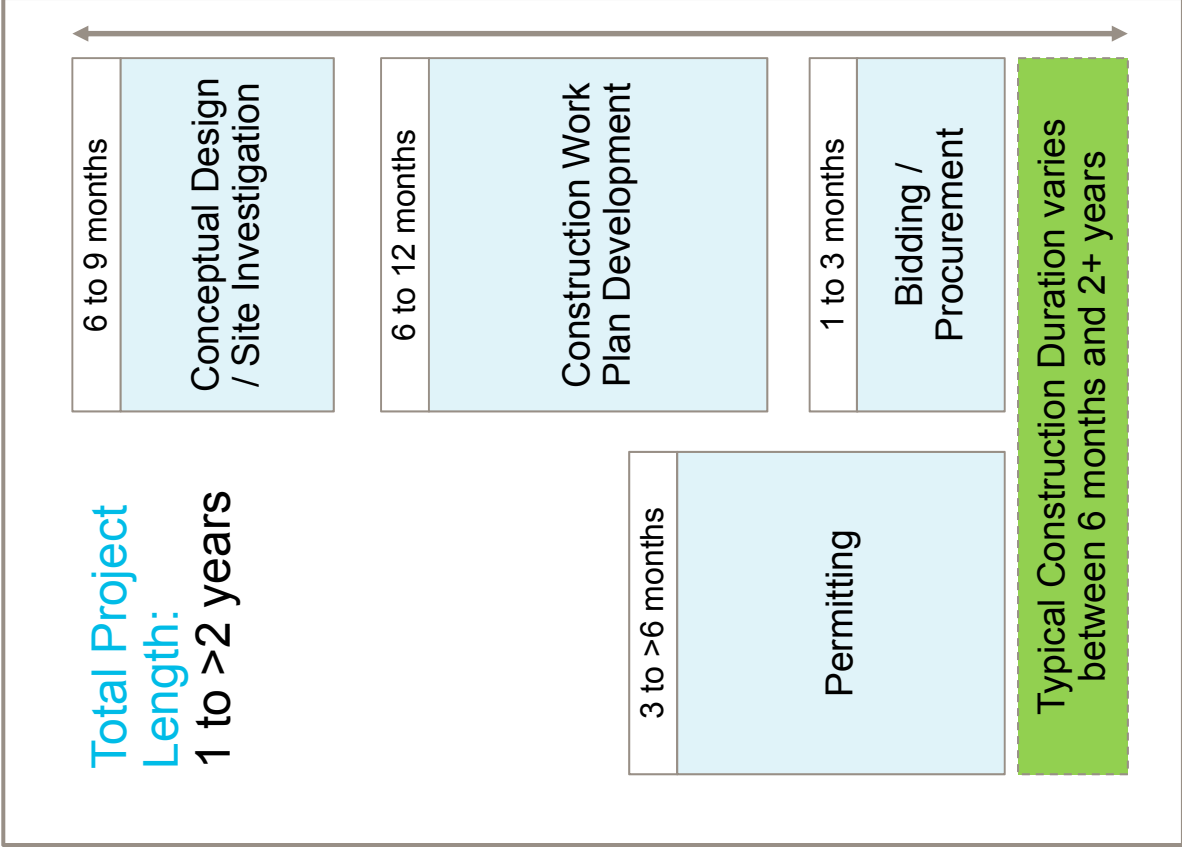 6 to 9 months
Conceptual Design
/ Site Investigation
6 to 12 months
Construction Work
Plan Development
1 to 3 months
Bidding /
Procurement
Total Project
Length:
1 to >2 years
3 to >6 months
Permitting
Typical Construction Duration varies
between 6 months and 2+ years